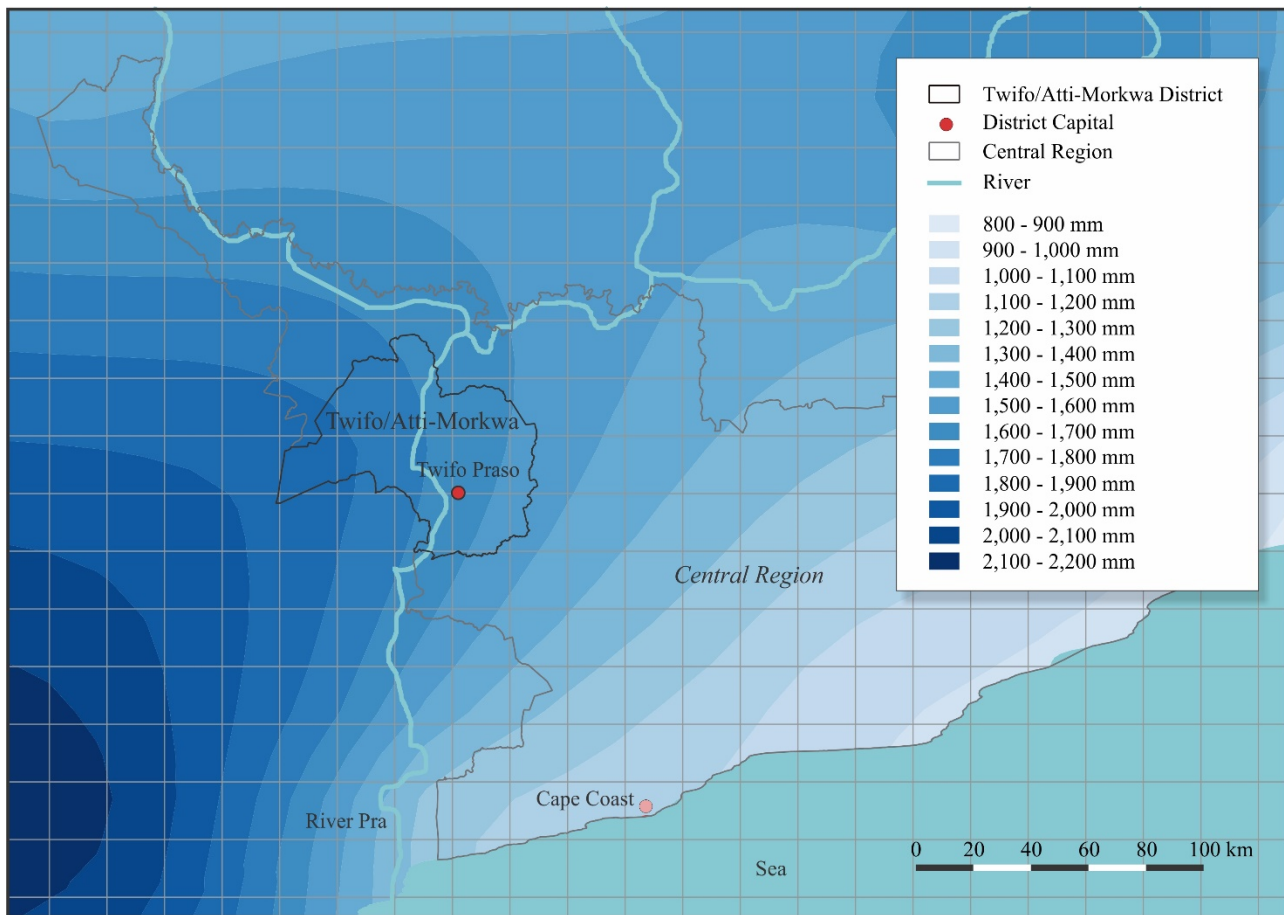 Twifo/Atti-Morkwa District
District Capital
Central Region
River
800 - 900 mm
900 - 1,000 mm
1,000 - 1,100 mm
1,100 - 1,200 mm
1,200 - 1,300 mm
1,300 - 1,400 mm
1,400 - 1,500 mm
1,500 - 1,600 mm
1,600 - 1,700 mm
1,700 - 1,800 mm
1,800 - 1,900 mm
1,900 - 2,000 mm
2,000 - 2,100 mm
2,100 - 2,200 mm
Twifo/Atti-Morkwa
Twifo Praso
Central Region
Cape Coast
River Pra
Sea
0 20 40 60 80 100 km